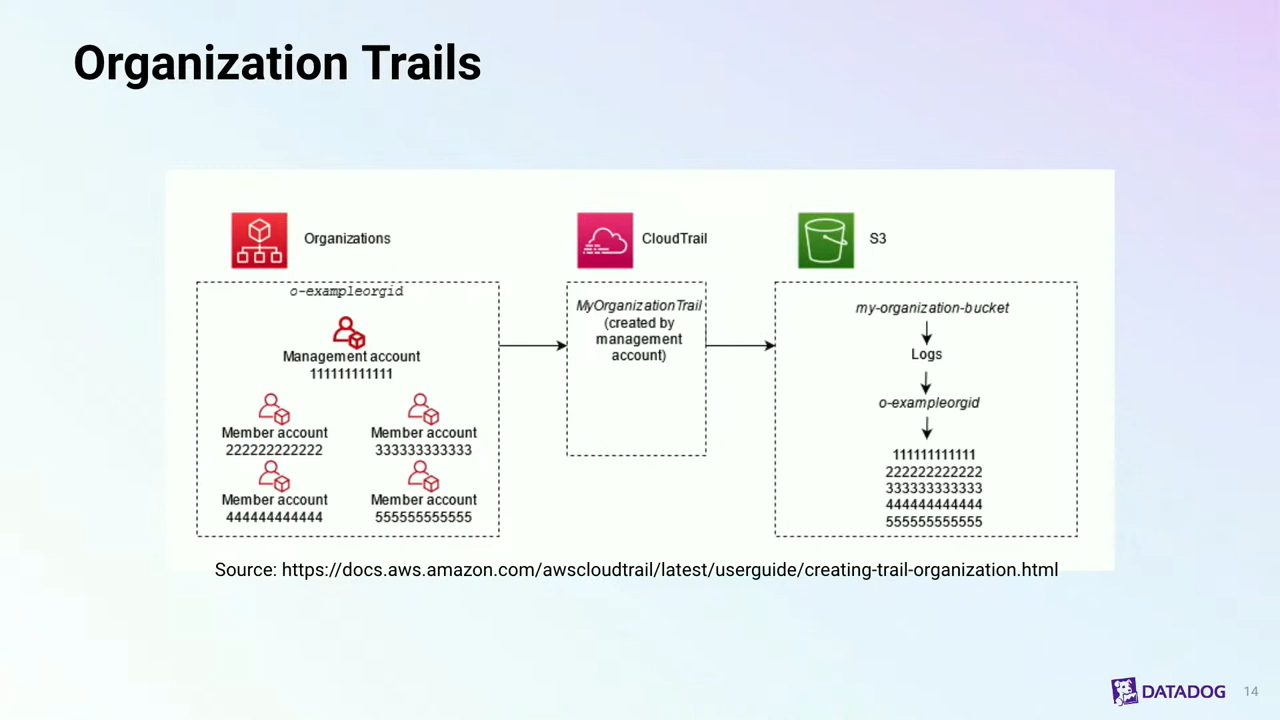 Organization Trails
Organizations
CloudTrail
S3
o-exampleorgid
Management account
111111111111
Member account
222222222222
Member account
333333333333
Member account
444444444444
Member account
555555555555
MyOrganizationTrail
(created by
management
account)
my-organization-bucket
Logs
o-exampleorgid
111111111111
222222222222
333333333333
444444444444
555555555555
Source: https://docs.aws.amazon.com/awscloudtrail/latest/userguide/creating-trail-organization.html
DATADOG
14